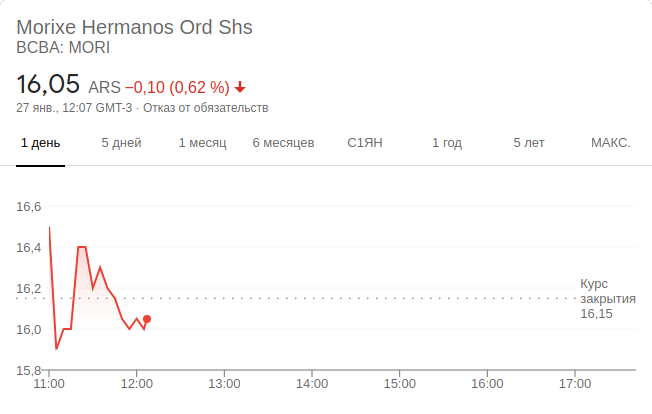 Morixe Hermanos Ord Shs
BCBA: MORI
16,05 ARS −0,10 (0,62 %)
27 янв., 12:07 GMT-3 · Отказ от обязательств
1 день 5 дней 1 месяц 6 месяцев С1ЯН 1 год 5 лет МАКС.
16,6
16,4
16,2
16,0
15,8
Курс
закрытия
16,15
11:00 12:00 13:00 14:00 15:00 16:00 17:00